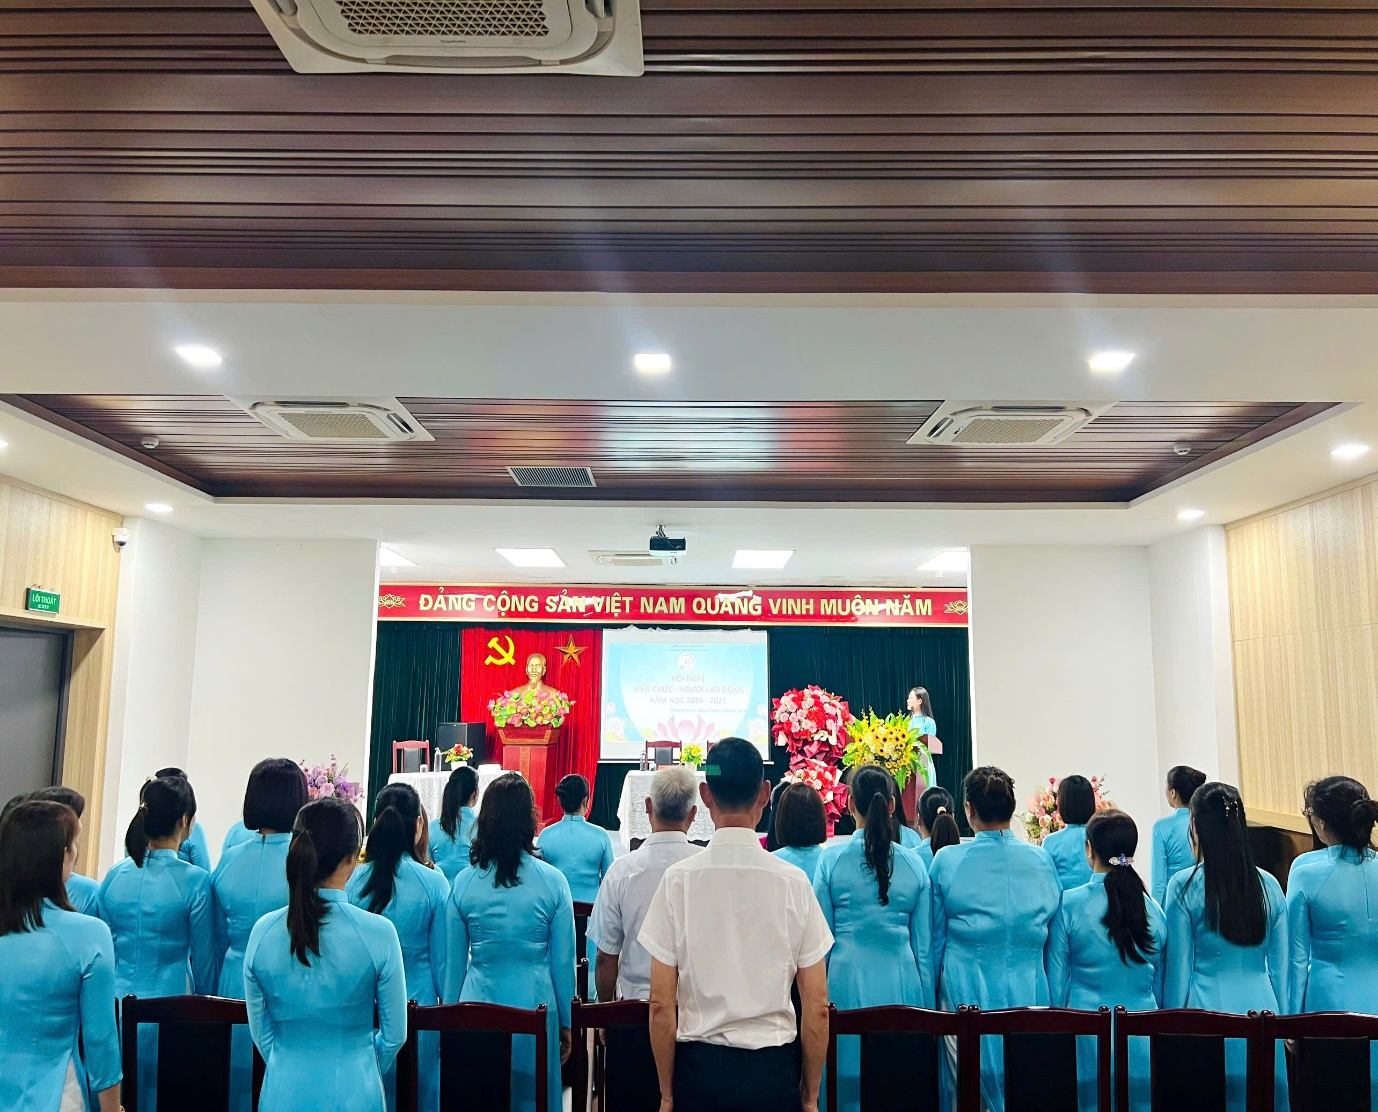 LỐI THOÁT
EXIT
ĐẢNG CỘNG SẢN VIỆT NAM QUANG VINH MUÔN NĂM
HỘI NGHỊ
VIÊN CHỨC - NGƯỜI LAO ĐỘNG
NĂM HỌC 2024 - 2025